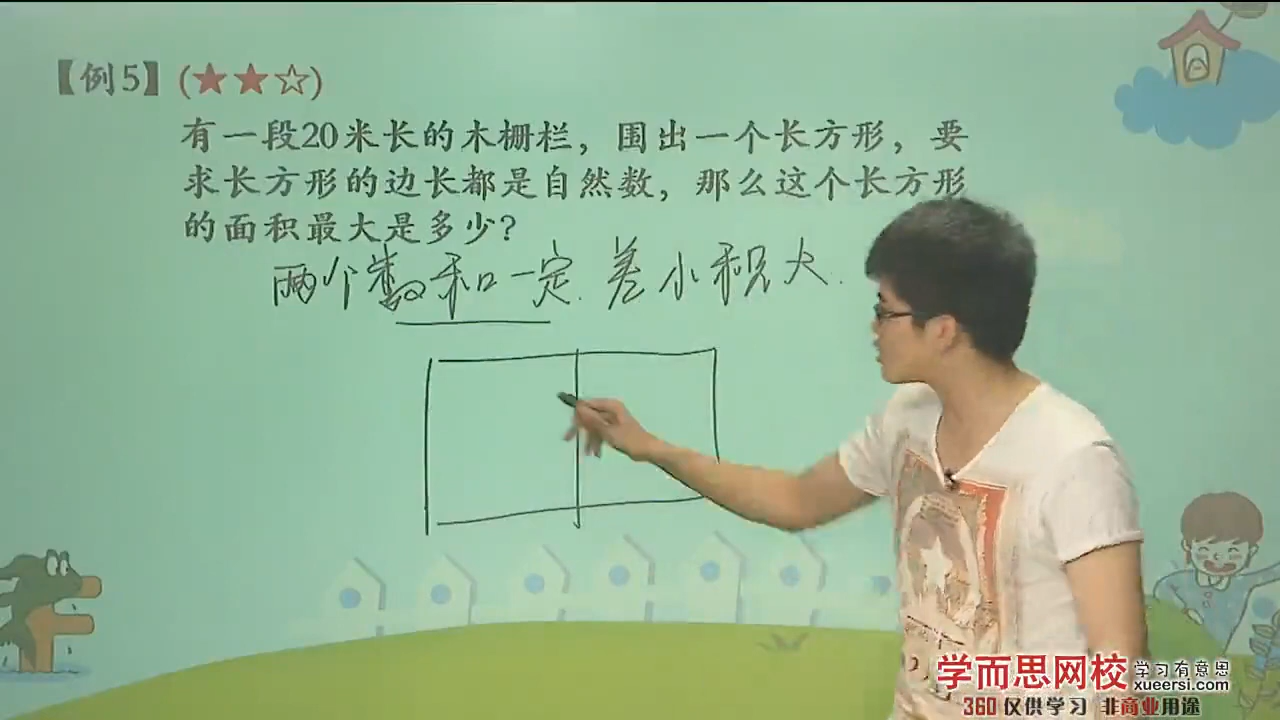 【例5】(★★☆)
有一段20米长的木栅栏，围出一个长方形，要
求长方形的边长都是自然数，那么这个长方形
的面积最大是多少？
两个数和一定.差小积大.
学而思网校 学习有意思
xueersi.com
360 仅供学习 非商业用途